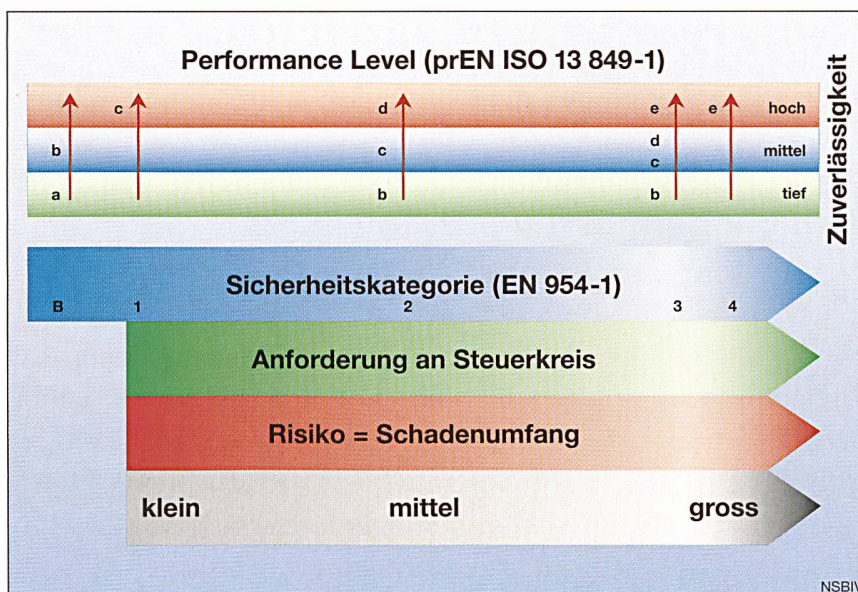 Performance Level (prEN ISO 13 849-1)
c d e e hoch
b c d c mittel
a b b tief
Zuverlässigkeit
Sicherheitskategorie (EN 954-1)
B 1 2 3 4
Anforderung an Steuerkreis
Risiko = Schadenumfang
klein mittel gross
NSBIV